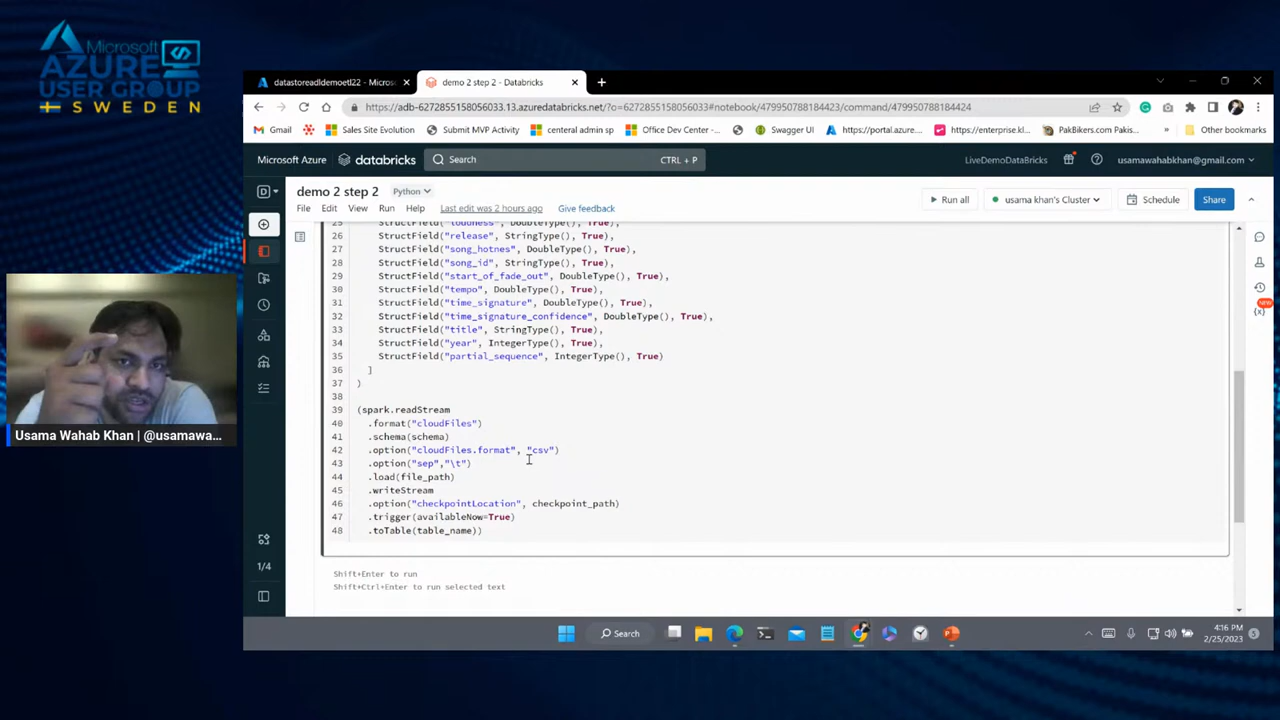 Microsoft
AZURE
USER GROUP
SWEDEN
datastoreadldemoetl22 - Micros
demo 2 step 2 - Databricks
https://adb-6272855158056033.13.azuredatabricks.net/?o=6272855158056033#notebook/479950788184423/command/479950788184424
Gmail
Sales Site Evolution
Submit MVP Activity
centeral admin sp
Office Dev Center -...
Swagger UI
https://portal.azure...
https://enterprise.kl...
PakBikers.com Pakis...
»
Other bookmarks
Microsoft Azure
databricks
Search
CTRL + P
LiveDemoDataBricks
usamawahabkhan@gmail.com
D
demo 2 step 2
Python
File Edit View Run Help Last edit was 2 hours ago Give feedback
Run all
usama khan's Cluster
Schedule
Share
25 StructField("loudness", DoubleType(), True),
26 StructField("release", StringType(), True),
27 StructField("song_hotnes", DoubleType(), True),
28 StructField("song_id", StringType(), True),
29 StructField("start_of_fade_out", DoubleType(), True),
30 StructField("tempo", DoubleType(), True),
31 StructField("time_signature", DoubleType(), True),
32 StructField("time_signature_confidence", DoubleType(), True),
33 StructField("title", StringType(), True),
34 StructField("year", IntegerType(), True),
35 StructField("partial_sequence", IntegerType(), True)
36 ]
37 )
38
39 (spark.readStream
40 .format("cloudFiles")
41 .schema(schema)
42 .option("cloudFiles.format", "csv")
43 .option("sep","\t")
44 .load(file_path)
45 .writeStream
46 .option("checkpointLocation", checkpoint_path)
47 .trigger(availableNow=True)
48 .toTable(table_name))
Shift+Enter to run
Shift+Ctrl+Enter to run selected text
1/4
NEW
Usama Wahab Khan | @usamawa...
Search
4:16 PM
2/25/2023